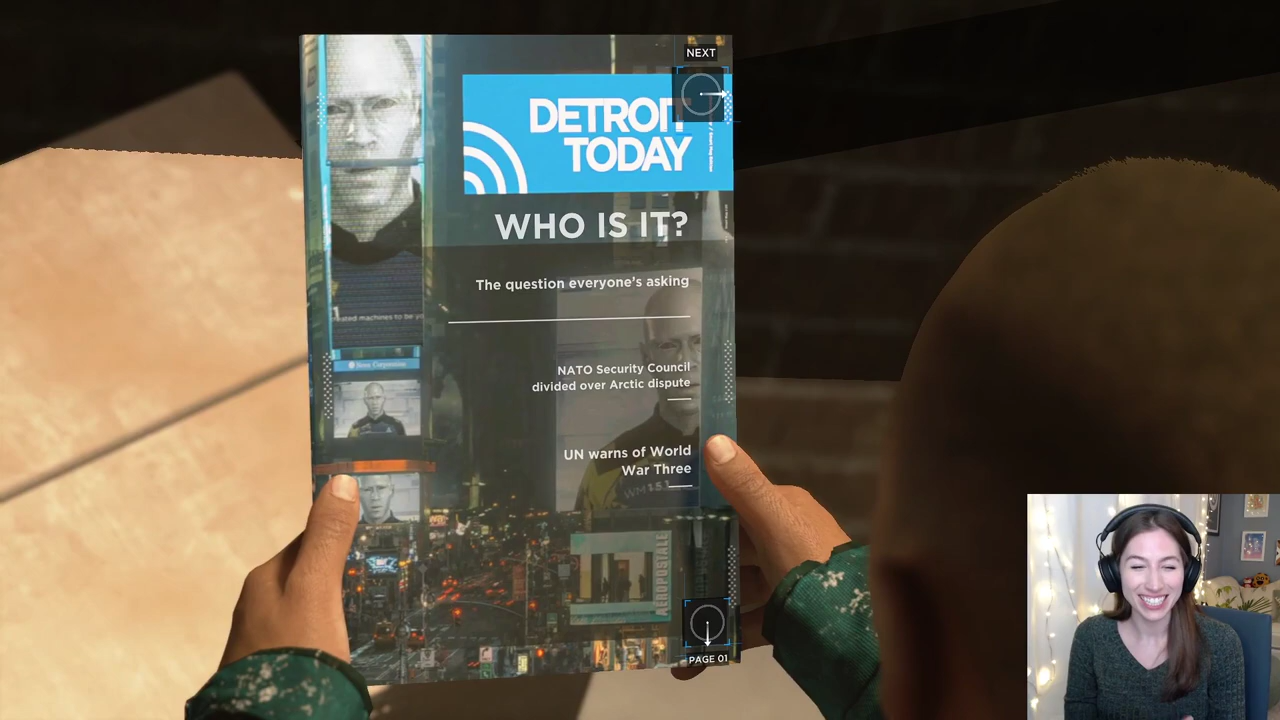 NEXT
DETROIT
TODAY
WHO IS IT?
The question everyone's asking
NATO Security Council
divided over Arctic dispute
UN warns of World
War Three
AEROPOSTALE
PAGE 01